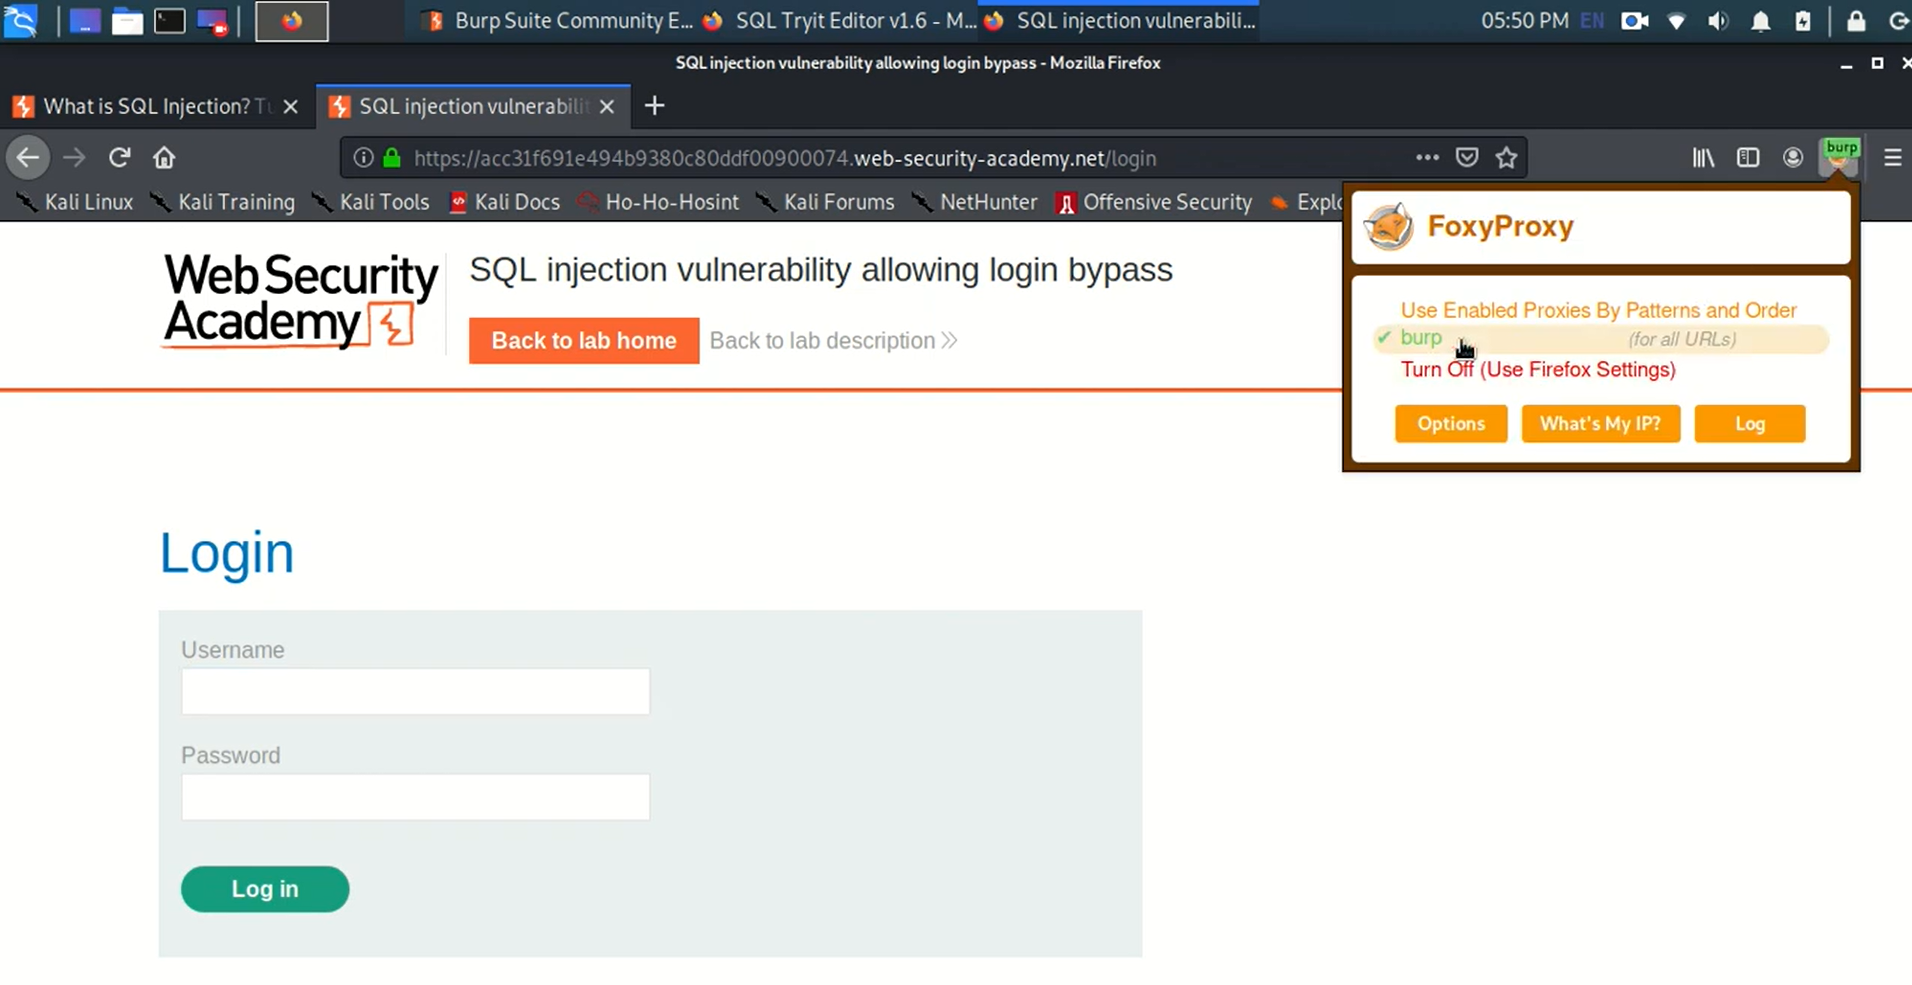 Burp Suite Community E...
SQL Tryit Editor v1.6 - M...
SQL injection vulnerabili...
05:50 PM EN
SQL injection vulnerability allowing login bypass - Mozilla Firefox
What is SQL Injection? Tu
SQL injection vulnerabilit
https://acc31f691e494b9380c80ddf00900074.web-security-academy.net/login
burp
Kali Linux
Kali Training
Kali Tools
Kali Docs
Ho-Ho-Hosint
Kali Forums
NetHunter
Offensive Security
Explo
FoxyProxy
Use Enabled Proxies By Patterns and Order
✔ burp (for all URLs)
Turn Off (Use Firefox Settings)
Options
What's My IP?
Log
Web Security
Academy
SQL injection vulnerability allowing login bypass
Back to lab home
Back to lab description
Login
Username
Password
Log in